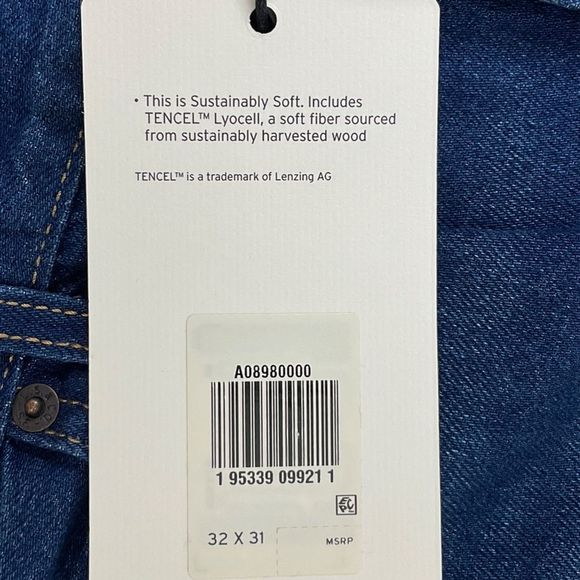 • This is Sustainably Soft. Includes
TENCEL™ Lyocell, a soft fiber sourced
from sustainably harvested wood
TENCEL™ is a trademark of Lenzing AG
A08980000
1 95339 09921 1
32 X 31
MSRP